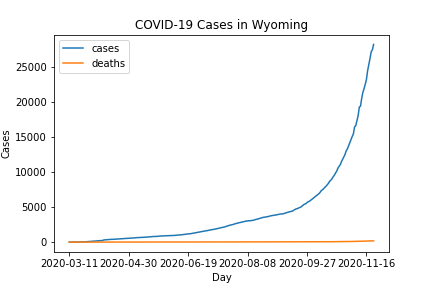 COVID-19 Cases in Wyoming
cases
deaths
25000
20000
15000
10000
5000
0
Cases
2020-03-11 2020-04-30 2020-06-19 2020-08-08 2020-09-27 2020-11-16
Day